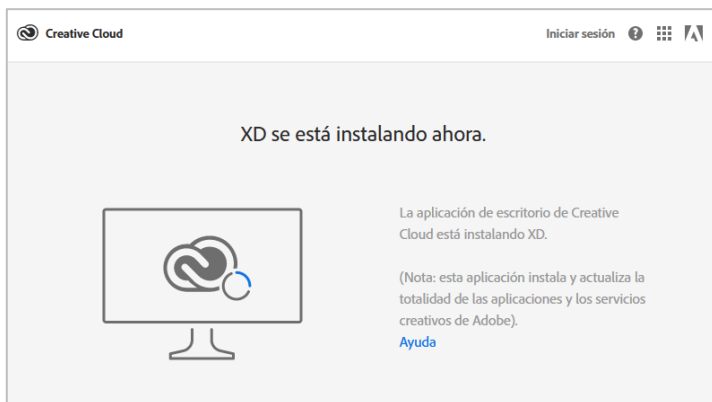 Creative Cloud
Iniciar sesión
XD se está instalando ahora.
La aplicación de escritorio de Creative
Cloud está instalando XD.
(Nota: esta aplicación instala y actualiza la
totalidad de las aplicaciones y los servicios
creativos de Adobe).
Ayuda